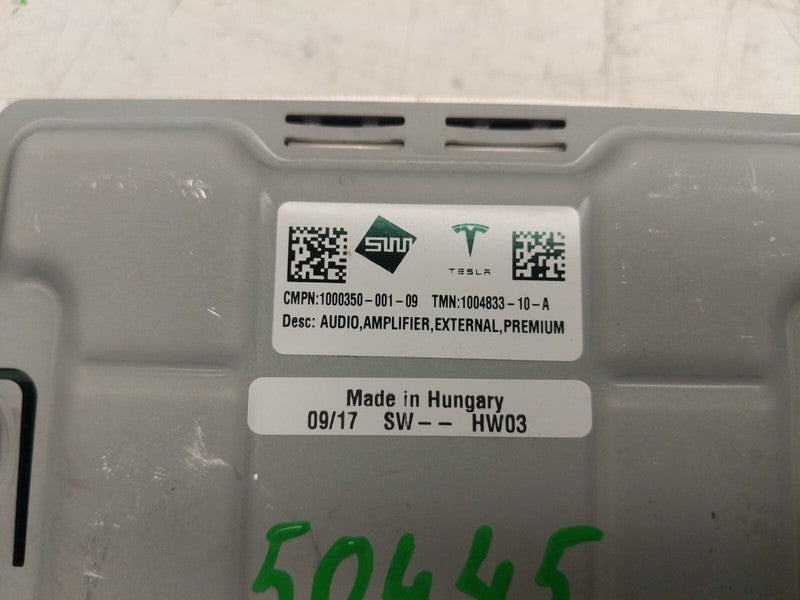 SW
TESLA
CMPN:1000350-001-09 TMN:1004833-10-A
Desc: AUDIO,AMPLIFIER,EXTERNAL,PREMIUM
Made in Hungary
09/17 SW-- HW03
50445